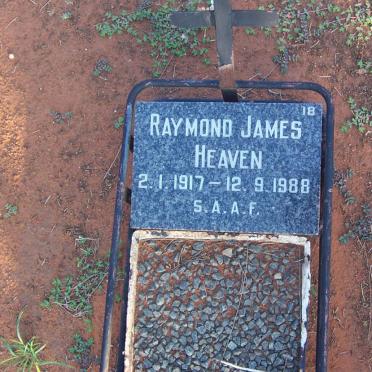 18
RAYMOND JAMES
HEAVEN
2.1.1917 – 12.9.1988
S.A.A.F.